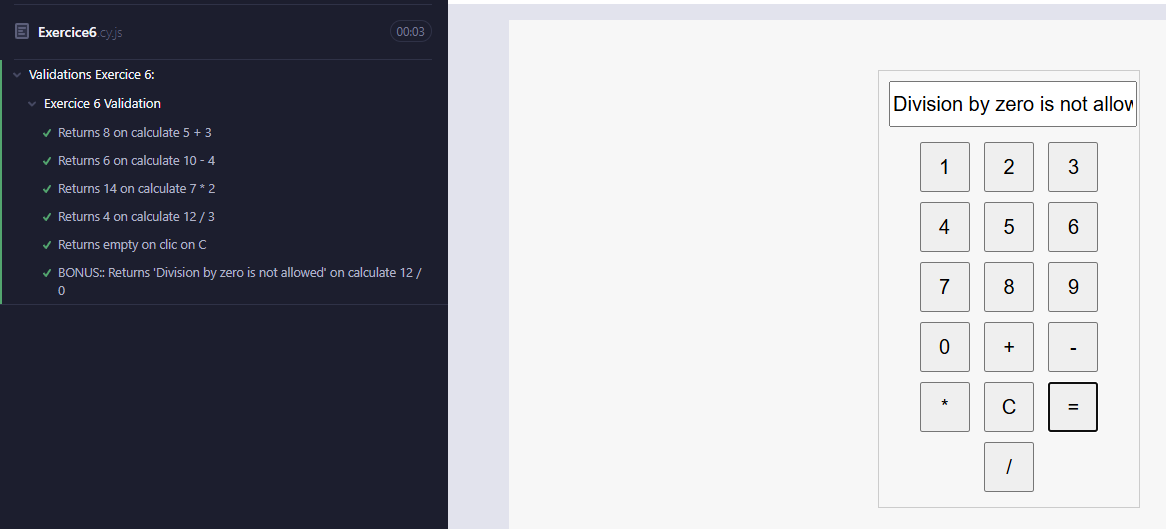 Exercice6.cy.js
00:03
Validations Exercice 6:
Exercice 6 Validation
Returns 8 on calculate 5 + 3
Returns 6 on calculate 10 - 4
Returns 14 on calculate 7 * 2
Returns 4 on calculate 12 / 3
Returns empty on clic on C
BONUS:: Returns 'Division by zero is not allowed' on calculate 12 /
0
Division by zero is not allow
1 2 3
4 5 6
7 8 9
0 + -
* C =
/